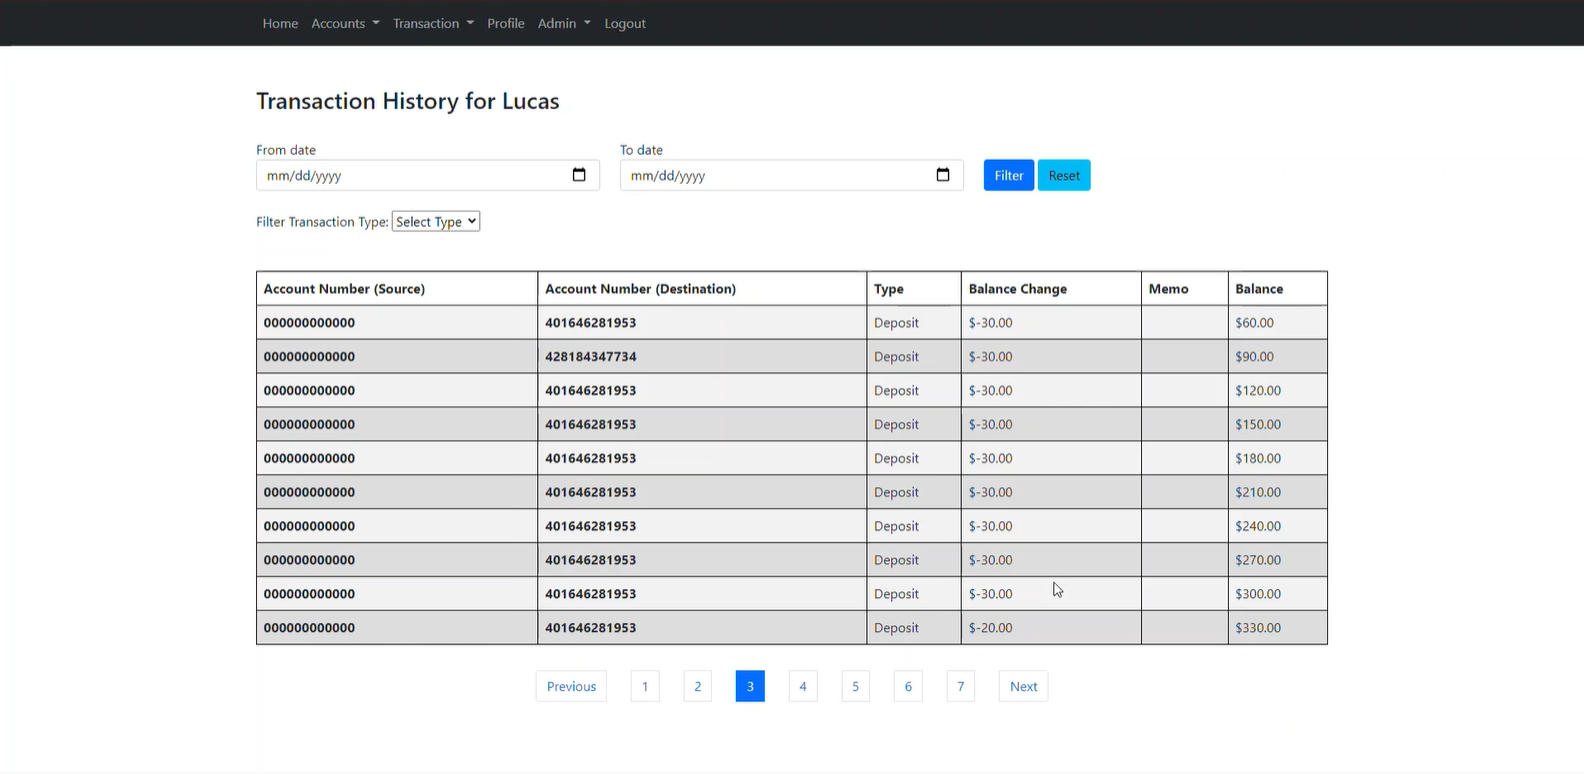 Home Accounts Transaction Profile Admin Logout
Transaction History for Lucas
From date To date
mm/dd/yyyy mm/dd/yyyy Filter Reset
Filter Transaction Type: Select Type
Account Number (Source) Account Number (Destination) Type Balance Change Memo Balance
000000000000 401646281953 Deposit $-30.00 $60.00
000000000000 428184347734 Deposit $-30.00 $90.00
000000000000 401646281953 Deposit $-30.00 $120.00
000000000000 401646281953 Deposit $-30.00 $150.00
000000000000 401646281953 Deposit $-30.00 $180.00
000000000000 401646281953 Deposit $-30.00 $210.00
000000000000 401646281953 Deposit $-30.00 $240.00
000000000000 401646281953 Deposit $-30.00 $270.00
000000000000 401646281953 Deposit $-30.00 $300.00
000000000000 401646281953 Deposit $-20.00 $330.00
Previous 1 2 3 4 5 6 7 Next